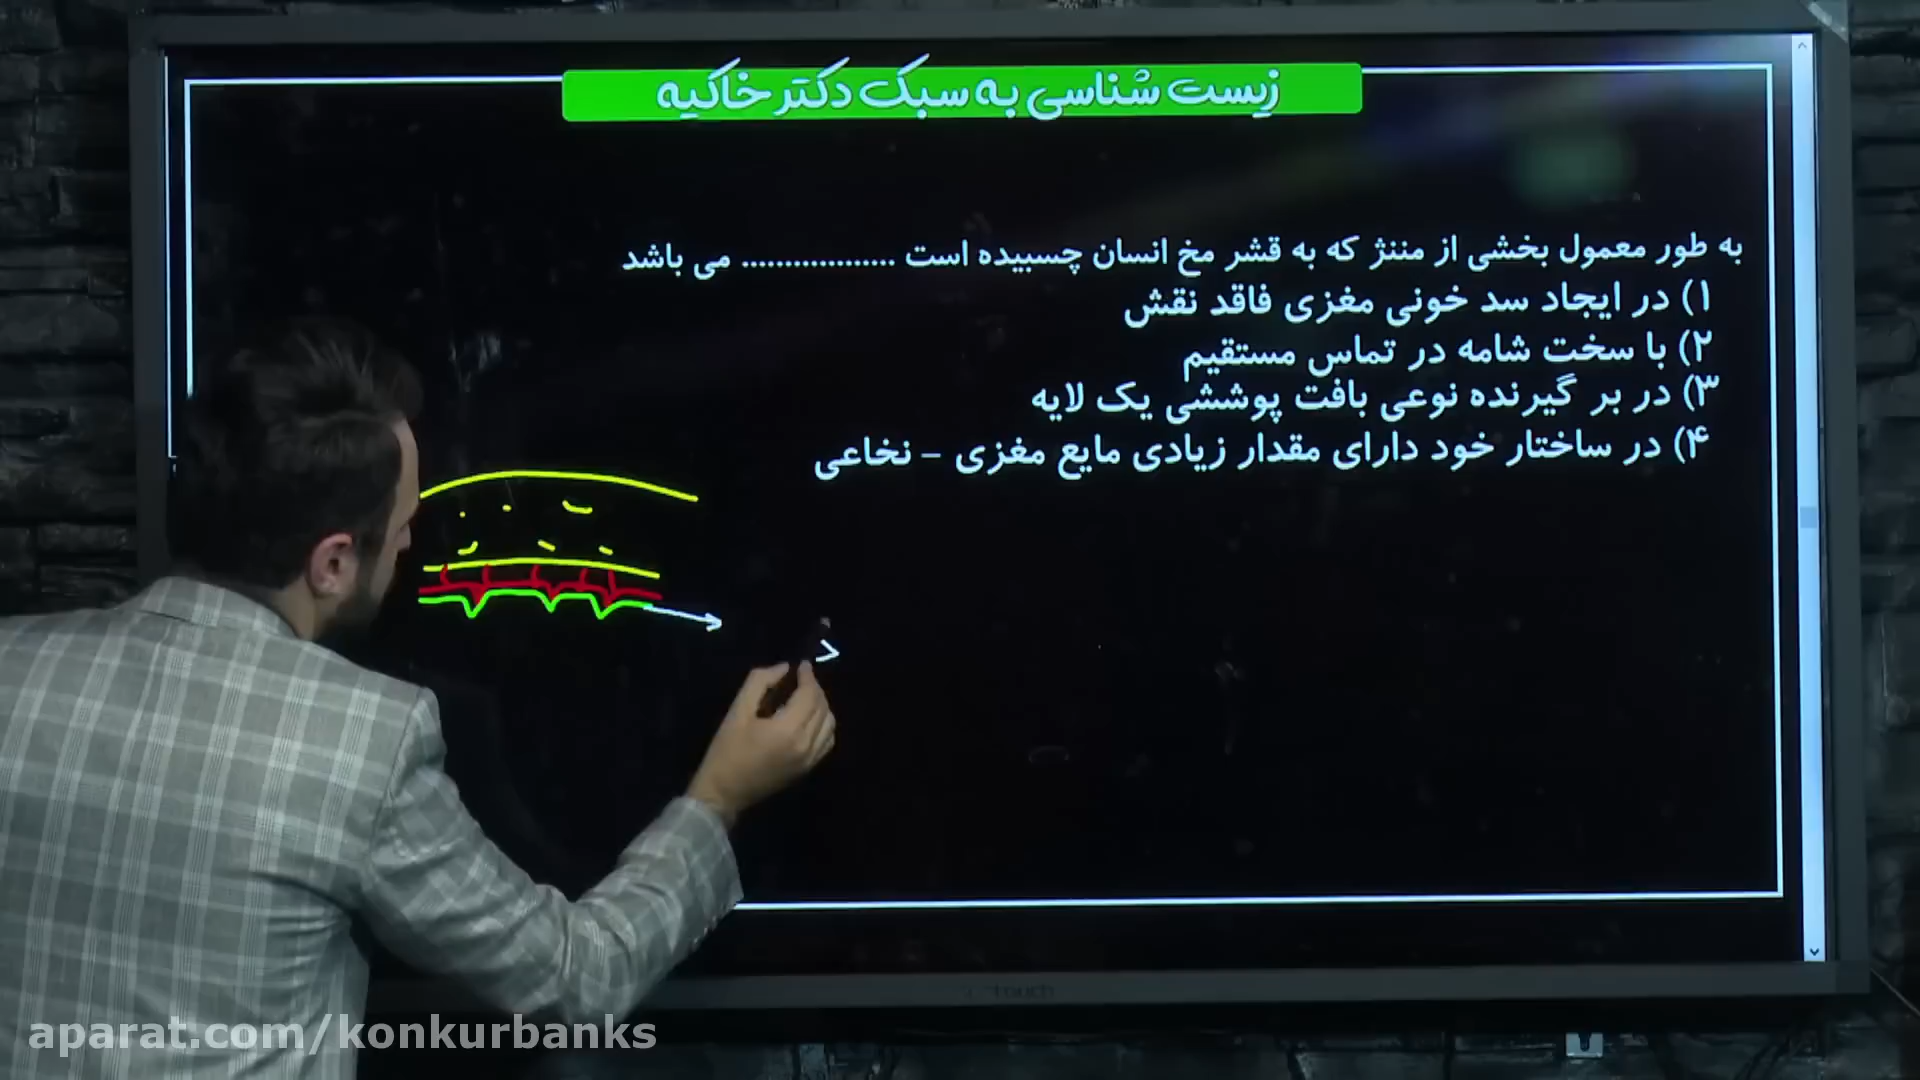 زیست شناسی به سبک دکتر خاکیه
به طور معمول بخشی از مننژ که به قشر مخ انسان چسبیده است ................. می باشد
۱) در ایجاد سد خونی مغزی فاقد نقش
۲) با سخت شامه در تماس مستقیم
۳) در بر گیرنده نوعی بافت پوششی یک لایه
۴) در ساختار خود دارای مقدار زیادی مایع مغزی – نخاعی
aparat.com/konkurbanks